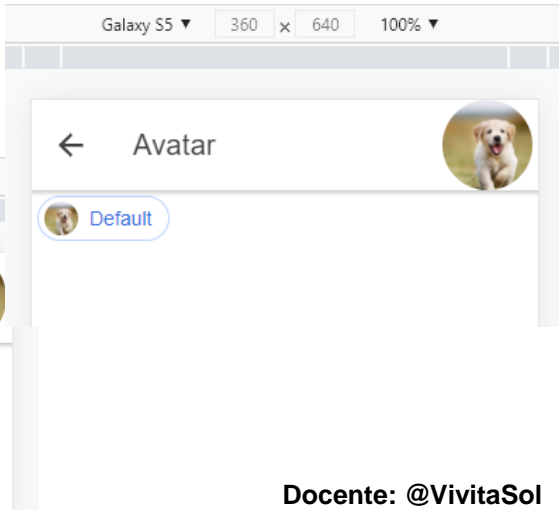 Galaxy S5 ▼ 360 x 640 100% ▼
Avatar
Default
Docente: @VivitaSol